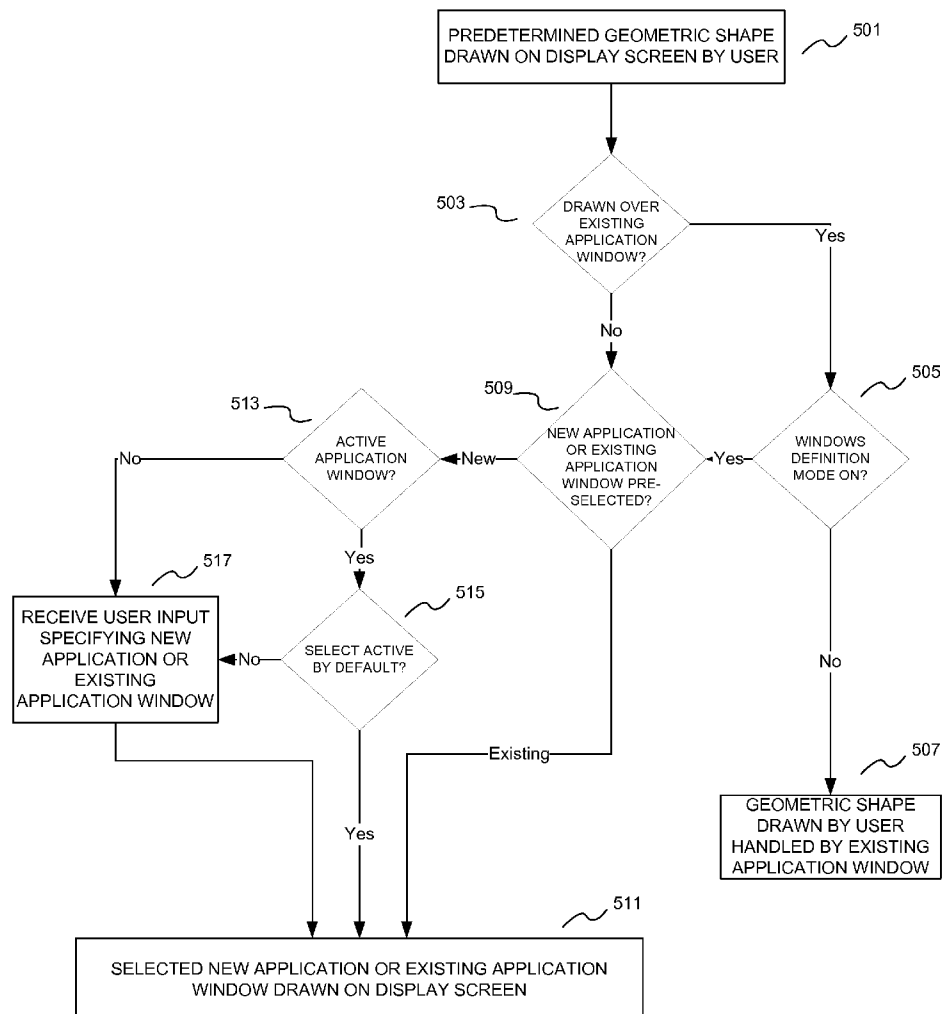 PREDETERMINED GEOMETRIC SHAPE
DRAWN ON DISPLAY SCREEN BY USER
501
503
DRAWN OVER
EXISTING
APPLICATION
WINDOW?
Yes
No
505
509
513
ACTIVE
APPLICATION
WINDOW?
No
New
NEW APPLICATION
OR EXISTING
APPLICATION
WINDOW PRE-
SELECTED?
Yes
WINDOWS
DEFINITION
MODE ON?
Yes
517
515
RECEIVE USER INPUT
SPECIFYING NEW
APPLICATION OR
EXISTING
APPLICATION WINDOW
No
SELECT ACTIVE
BY DEFAULT?
No
Existing
Yes
507
GEOMETRIC SHAPE
DRAWN BY USER
HANDLED BY EXISTING
APPLICATION WINDOW
511
SELECTED NEW APPLICATION OR EXISTING APPLICATION
WINDOW DRAWN ON DISPLAY SCREEN